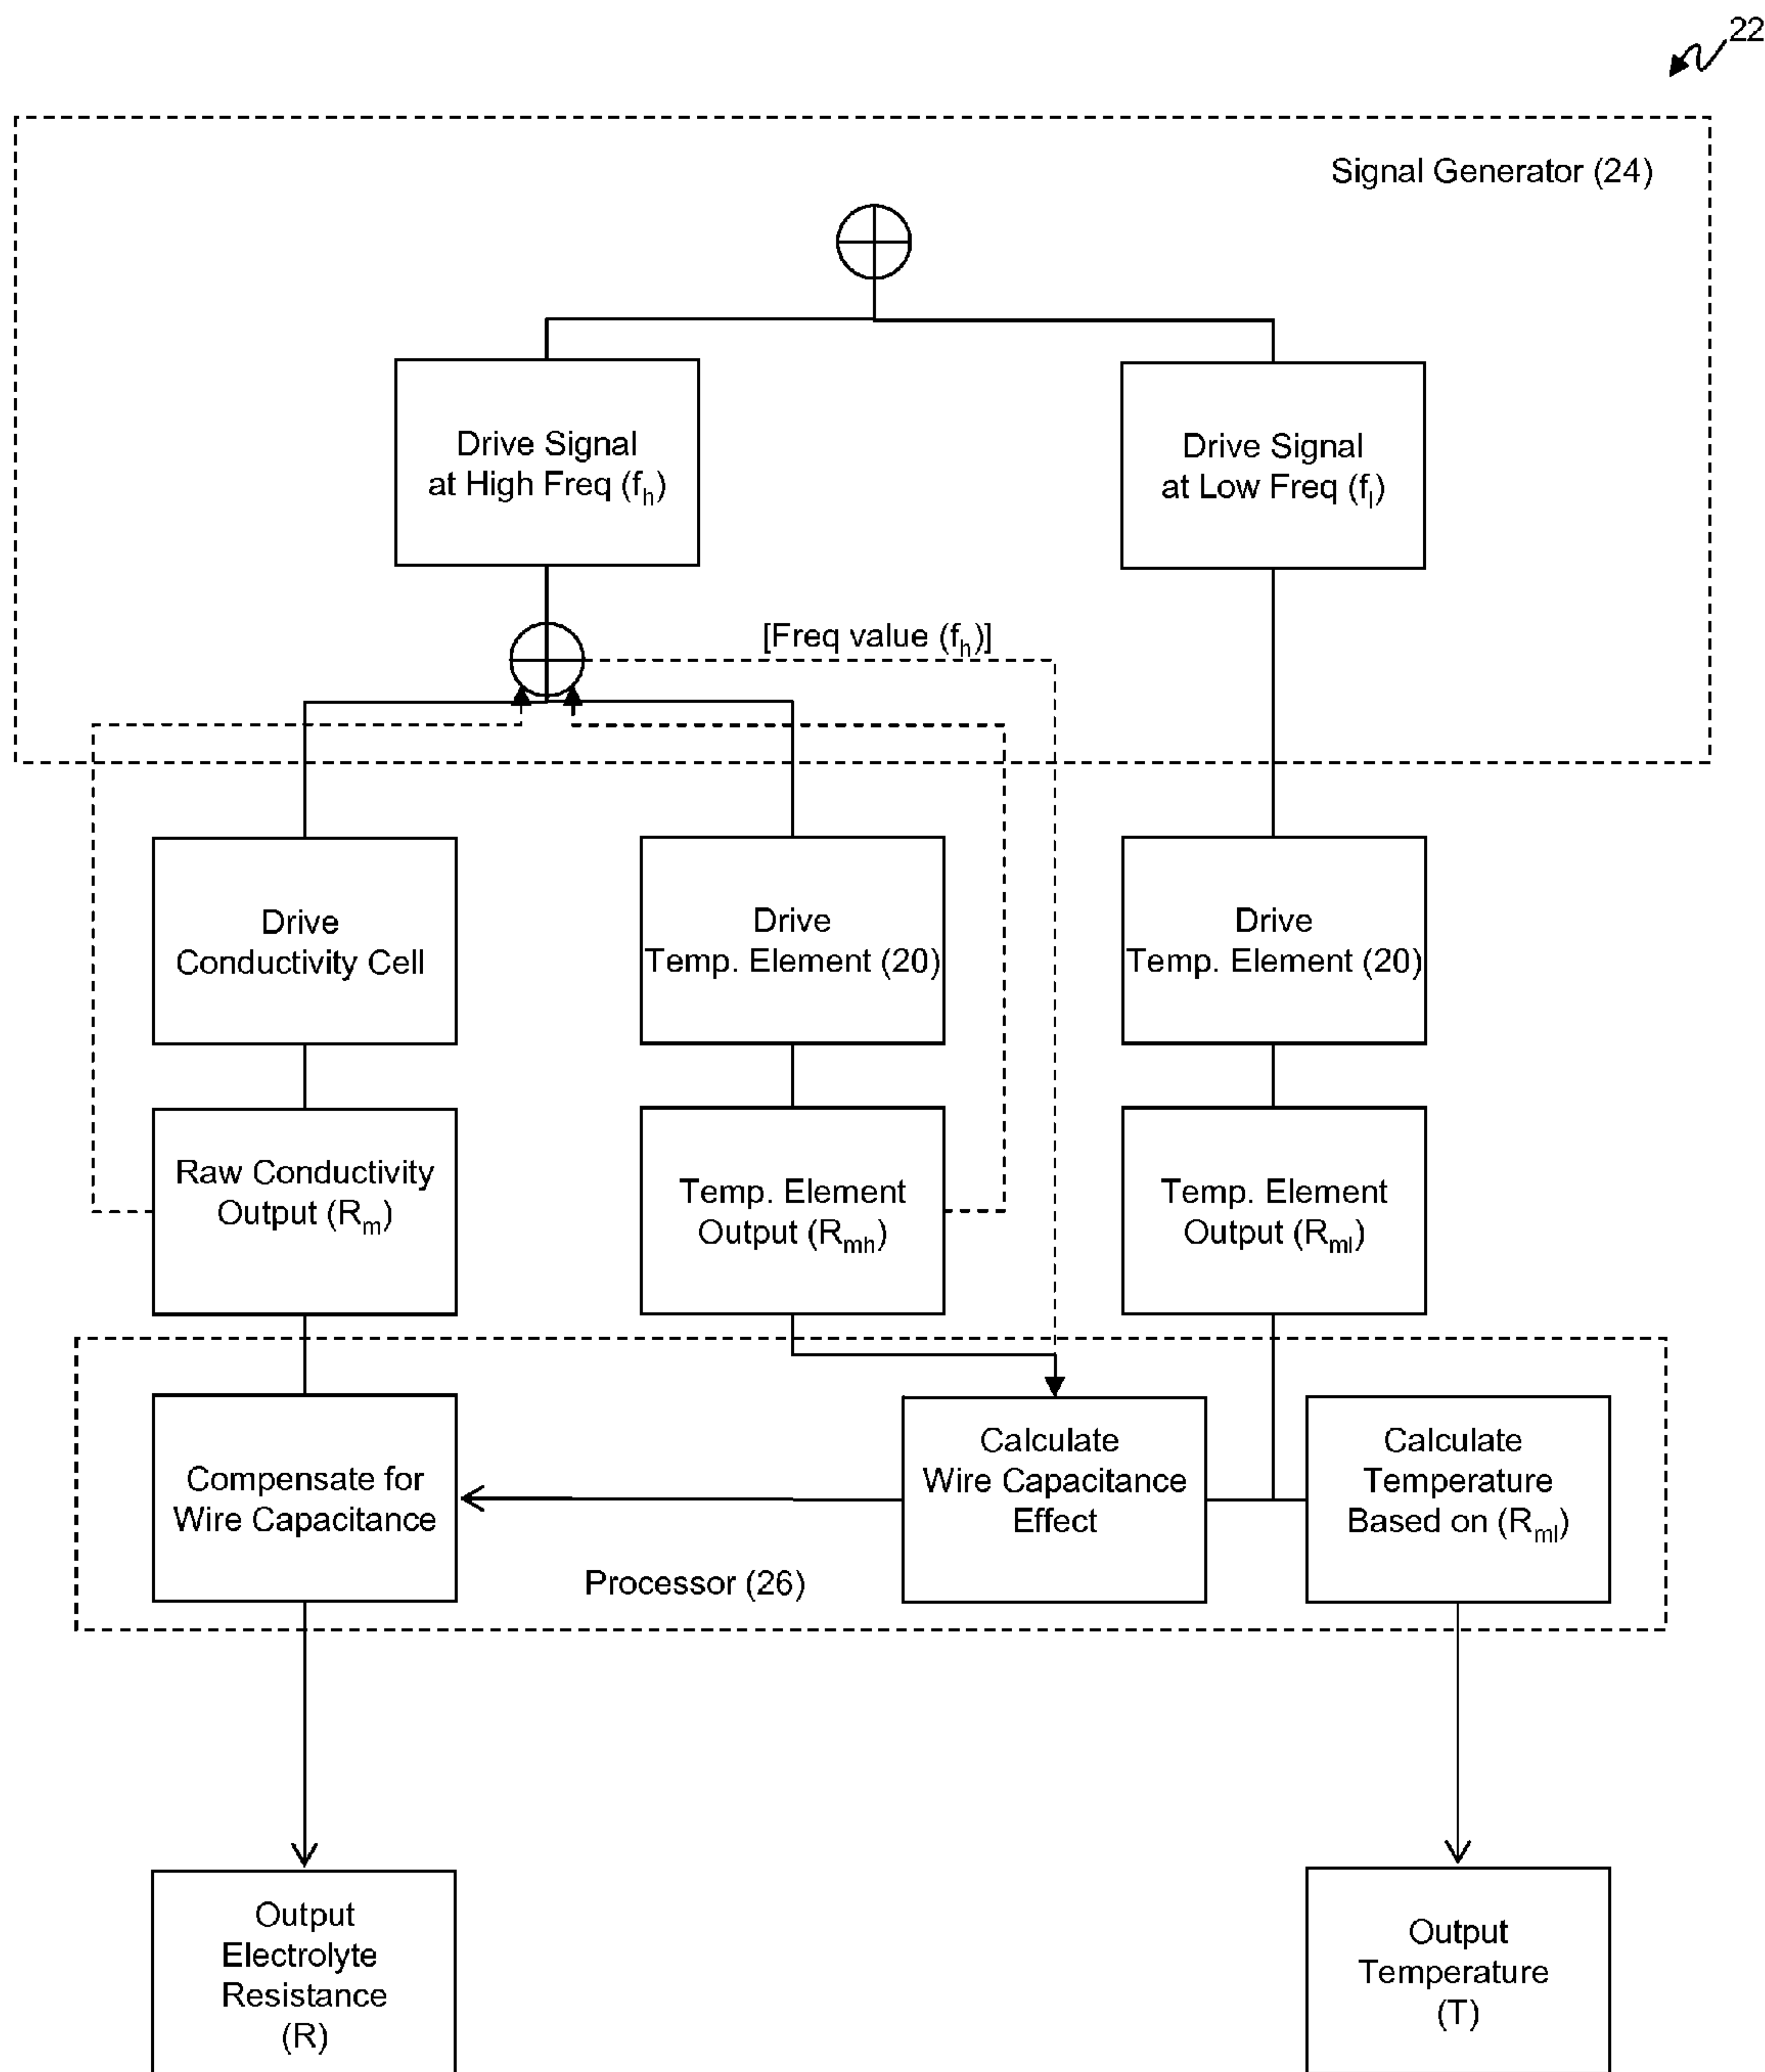 22
Signal Generator (24)
Drive Signal
at High Freq (fh)
Drive Signal
at Low Freq (fl)
[Freq value (fh)]
Drive
Conductivity Cell
Drive
Temp. Element (20)
Drive
Temp. Element (20)
Raw Conductivity
Output (Rm)
Temp. Element
Output (Rmh)
Temp. Element
Output (Rml)
Compensate for
Wire Capacitance
Calculate
Wire Capacitance
Effect
Calculate
Temperature
Based on (Rml)
Processor (26)
Output
Electrolyte
Resistance
(R)
Output
Temperature
(T)